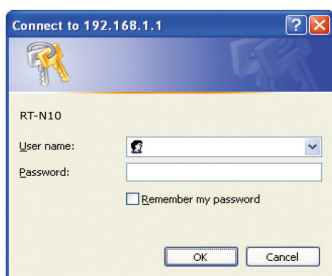 Connect to 192.168.1.1
RT-N10
User name:
Password:
Remember my password
OK
Cancel